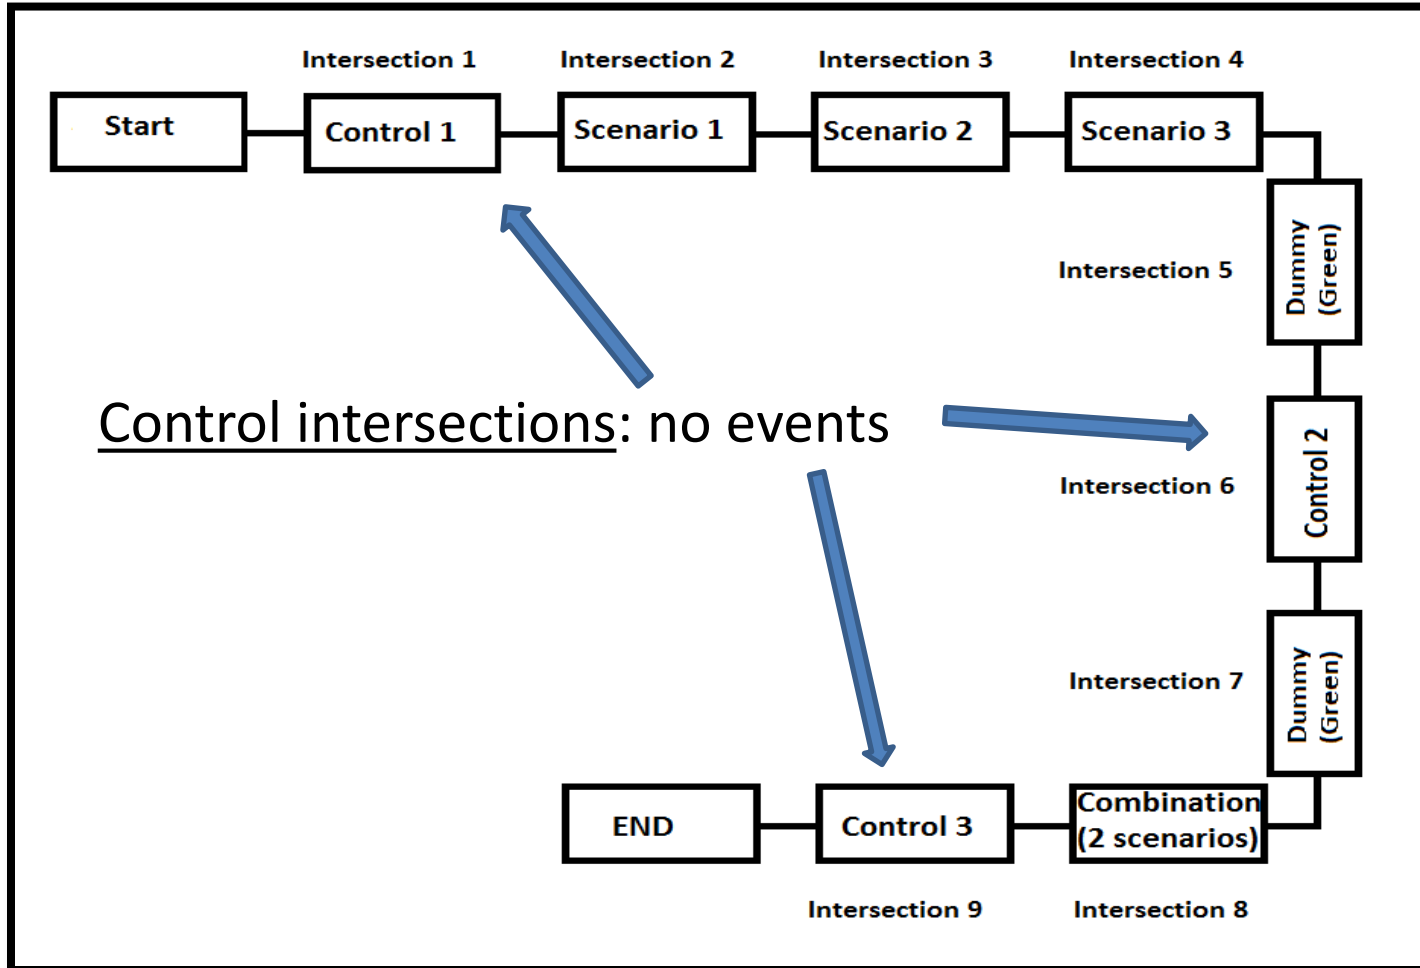 Intersection 1
Intersection 2
Intersection 3
Intersection 4
Start
Control 1
Scenario 1
Scenario 2
Scenario 3
Intersection 5
Dummy
(Green)
Control intersections: no events
Intersection 6
Control 2
Intersection 7
Dummy
(Green)
END
Control 3
Combination
(2 scenarios)
Intersection 9
Intersection 8